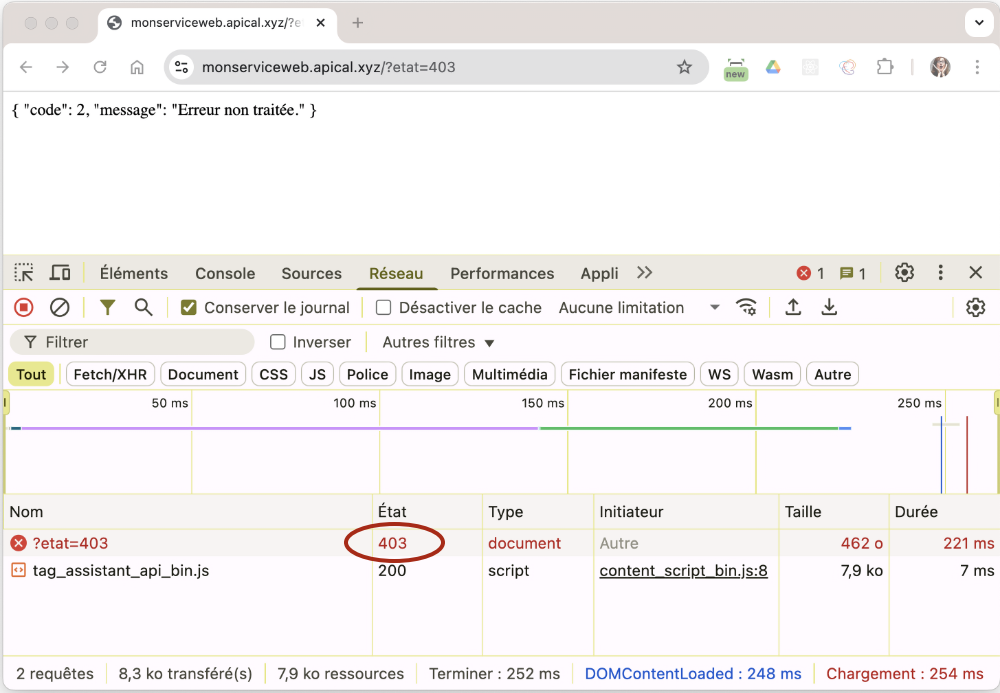 monserviceweb.apical.xyz/?e
monserviceweb.apical.xyz/?etat=403
new
{ "code": 2, "message": "Erreur non traitée." }
Éléments Console Sources Réseau Performances Appli 1 1
Conserver le journal Désactiver le cache Aucune limitation
Filtrer Inverser Autres filtres
Tout Fetch/XHR Document CSS JS Police Image Multimédia Fichier manifeste WS Wasm Autre
50 ms 100 ms 150 ms 200 ms 250 ms
Nom État Type Initiateur Taille Durée
?etat=403 403 document Autre 462 o 221 ms
tag_assistant_api_bin.js 200 script content_script_bin.js:8 7,9 ko 7 ms
2 requêtes 8,3 ko transféré(s) 7,9 ko ressources Terminer : 252 ms DOMContentLoaded : 248 ms Chargement : 254 ms